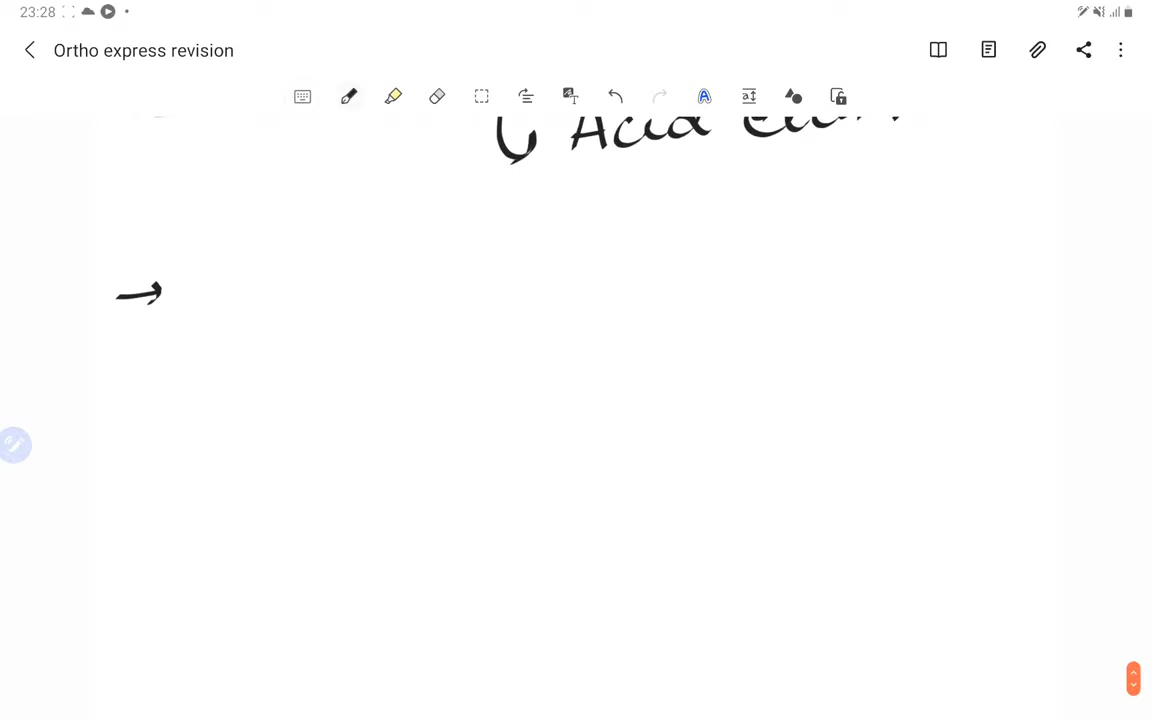 23:28
Ortho express revision
↳ Acid
→